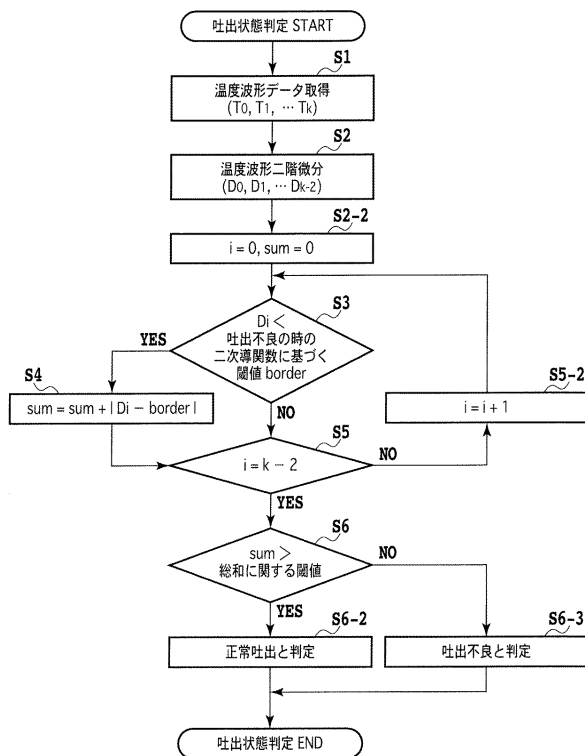 吐出状態判定 START
S1
温度波形データ取得
(T0, T1, … Tk)
S2
温度波形二階微分
(D0, D1, … Dk-2)
S2-2
i = 0, sum = 0
S3
Di <
吐出不良の時の
二次導関数に基づく
閾値 border
YES
NO
S4
sum = sum + | Di − border |
S5-2
i = i + 1
S5
i = k − 2
NO
YES
S6
sum >
総和に関する閾値
NO
YES
S6-2
正常吐出と判定
S6-3
吐出不良と判定
吐出状態判定 END